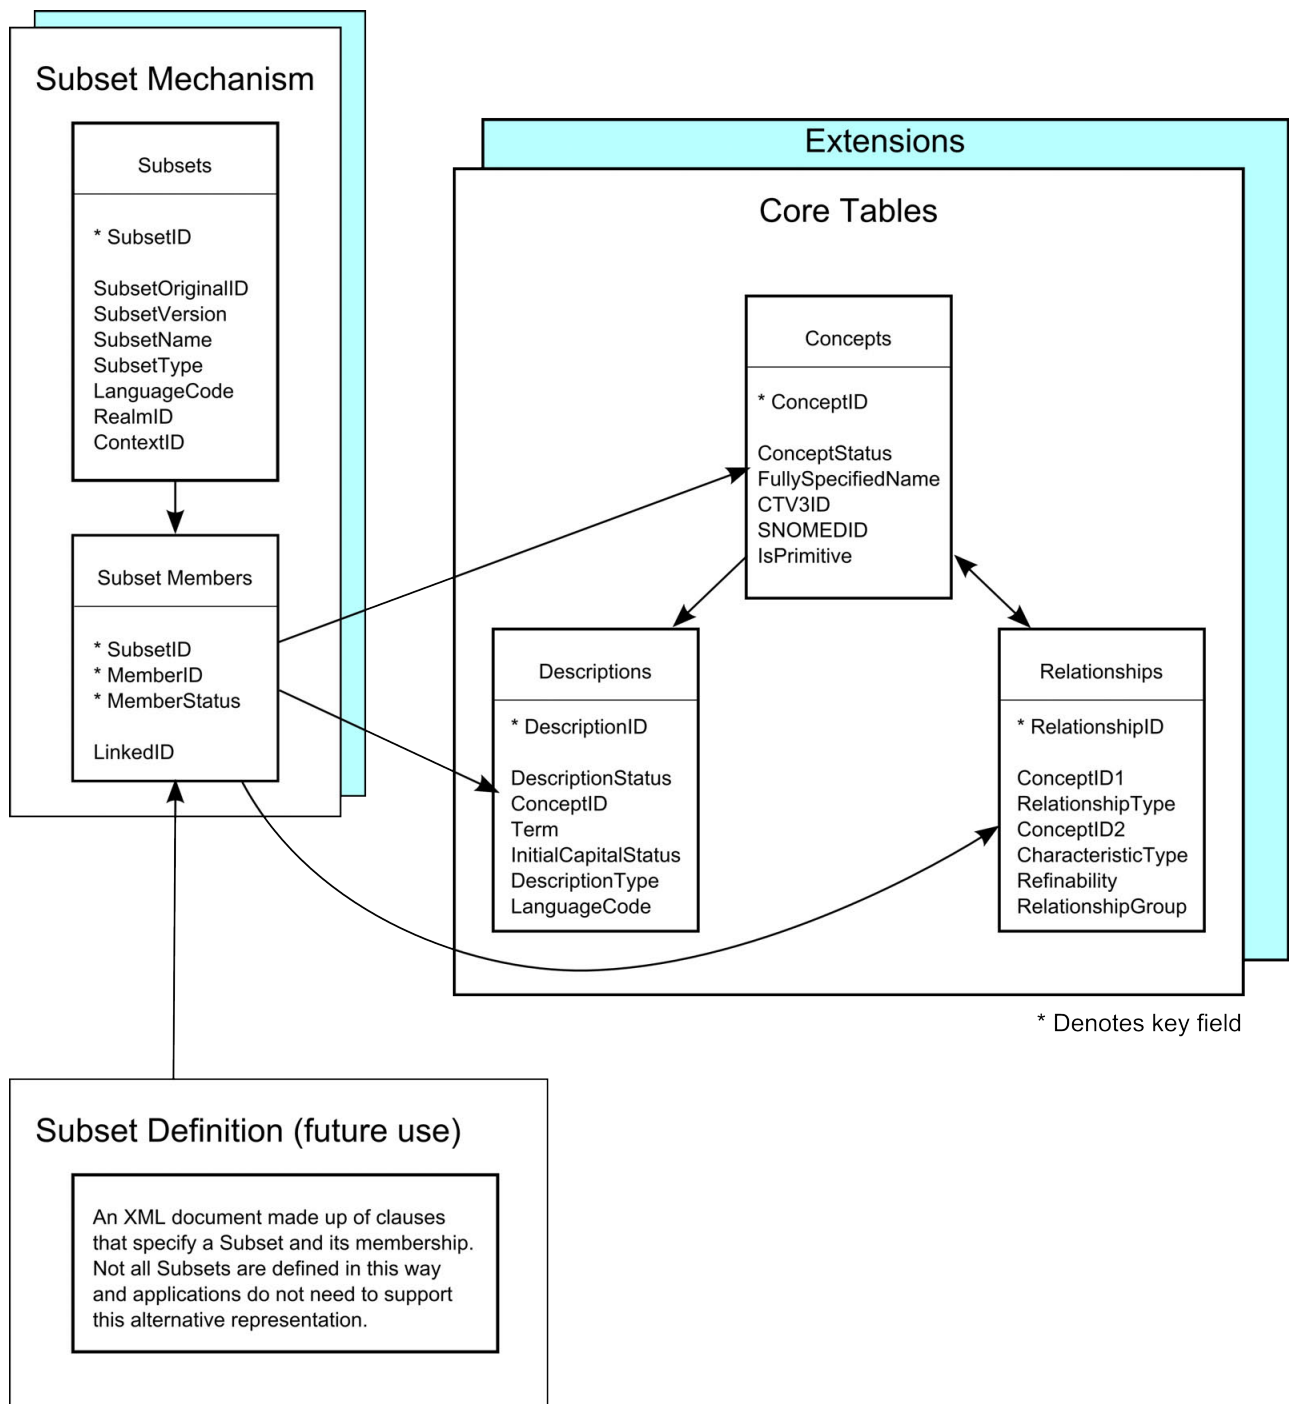 Subset Mechanism
Subsets
* SubsetID
SubsetOriginalID
SubsetVersion
SubsetName
SubsetType
LanguageCode
RealmID
ContextID
Subset Members
* SubsetID
* MemberID
* MemberStatus
LinkedID
Extensions
Core Tables
Concepts
* ConceptID
ConceptStatus
FullySpecifiedName
CTV3ID
SNOMEDID
IsPrimitive
Descriptions
* DescriptionID
DescriptionStatus
ConceptID
Term
InitialCapitalStatus
DescriptionType
LanguageCode
Relationships
* RelationshipID
ConceptID1
RelationshipType
ConceptID2
CharacteristicType
Refinability
RelationshipGroup
* Denotes key field
Subset Definition (future use)
An XML document made up of clauses
that specify a Subset and its membership.
Not all Subsets are defined in this way
and applications do not need to support
this alternative representation.